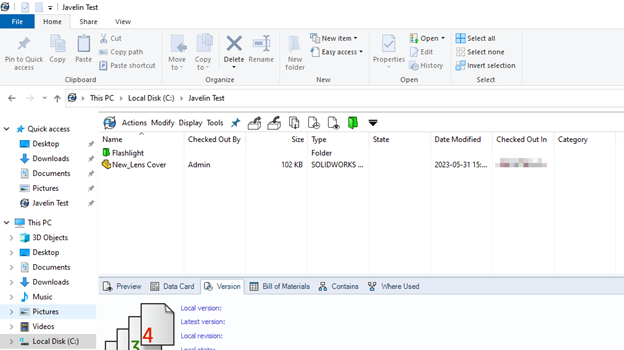 Javelin Test
File Home Share View
Pin to Quick access
Copy
Paste
Cut
Copy path
Paste shortcut
Clipboard
Move to
Copy to
Delete
Rename
Organize
New folder
New item
Easy access
New
Properties
Open
Edit
History
Open
Select all
Select none
Invert selection
Select
This PC > Local Disk (C:) > Javelin Test
Quick access
Desktop
Downloads
Documents
Pictures
Javelin Test
This PC
3D Objects
Desktop
Documents
Downloads
Music
Pictures
Videos
Local Disk (C:)
Actions Modify Display Tools
Name Checked Out By Size Type State Date Modified Checked Out In Category
Flashlight Folder
New_Lens Cover Admin 102 KB SOLIDWORKS ... 2023-05-31 15:...
Preview Data Card Version Bill of Materials Contains Where Used
3
4
Local version:
Latest version:
Local revision:
Local state: